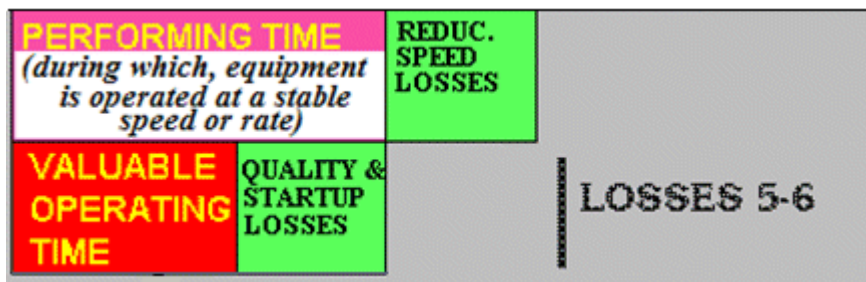 PERFORMING TIME
(during which, equipment
is operated at a stable
speed or rate)
REDUC.
SPEED
LOSSES
VALUABLE
OPERATING
TIME
QUALITY &
STARTUP
LOSSES
LOSSES 5-6